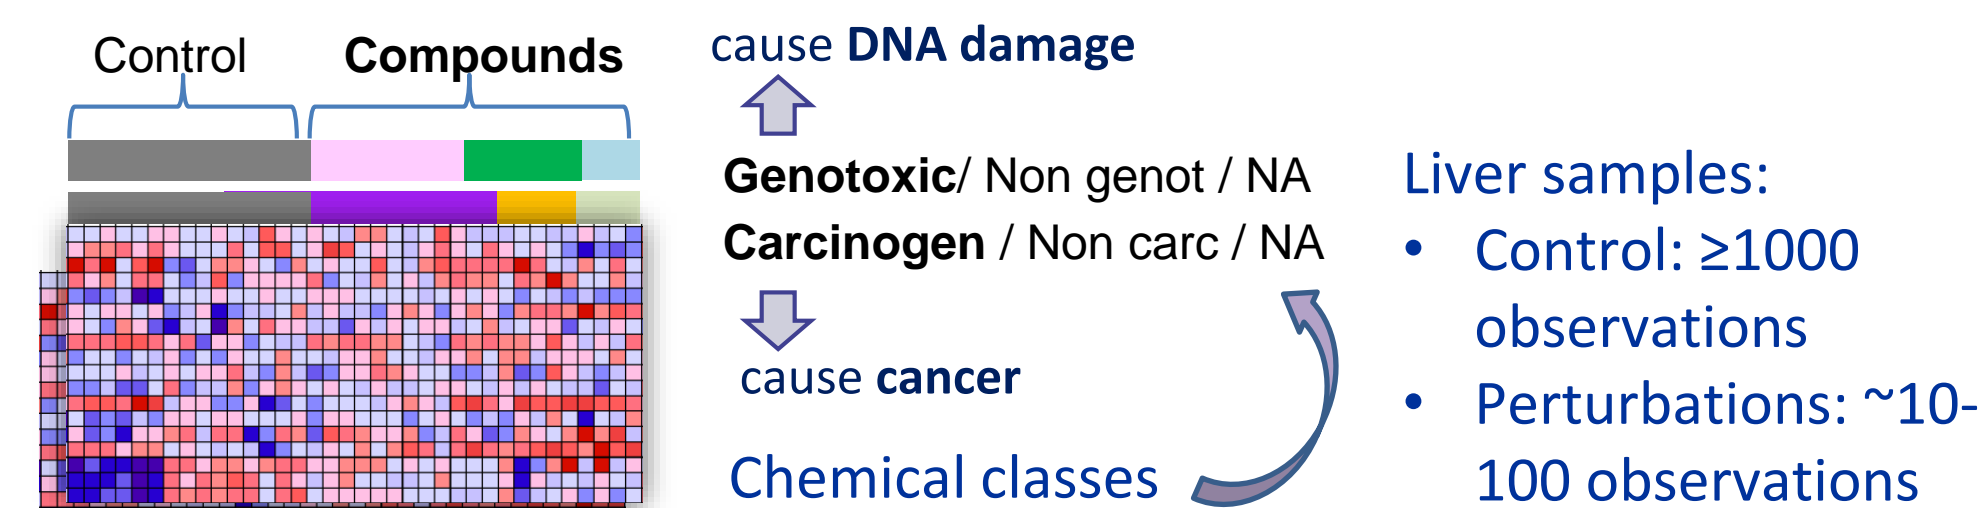 Control
Compounds
cause DNA damage
Genotoxic/ Non genot / NA
Carcinogen / Non carc / NA
cause cancer
Chemical classes
Liver samples:
• Control: ≥1000
observations
• Perturbations: ~10-
100 observations